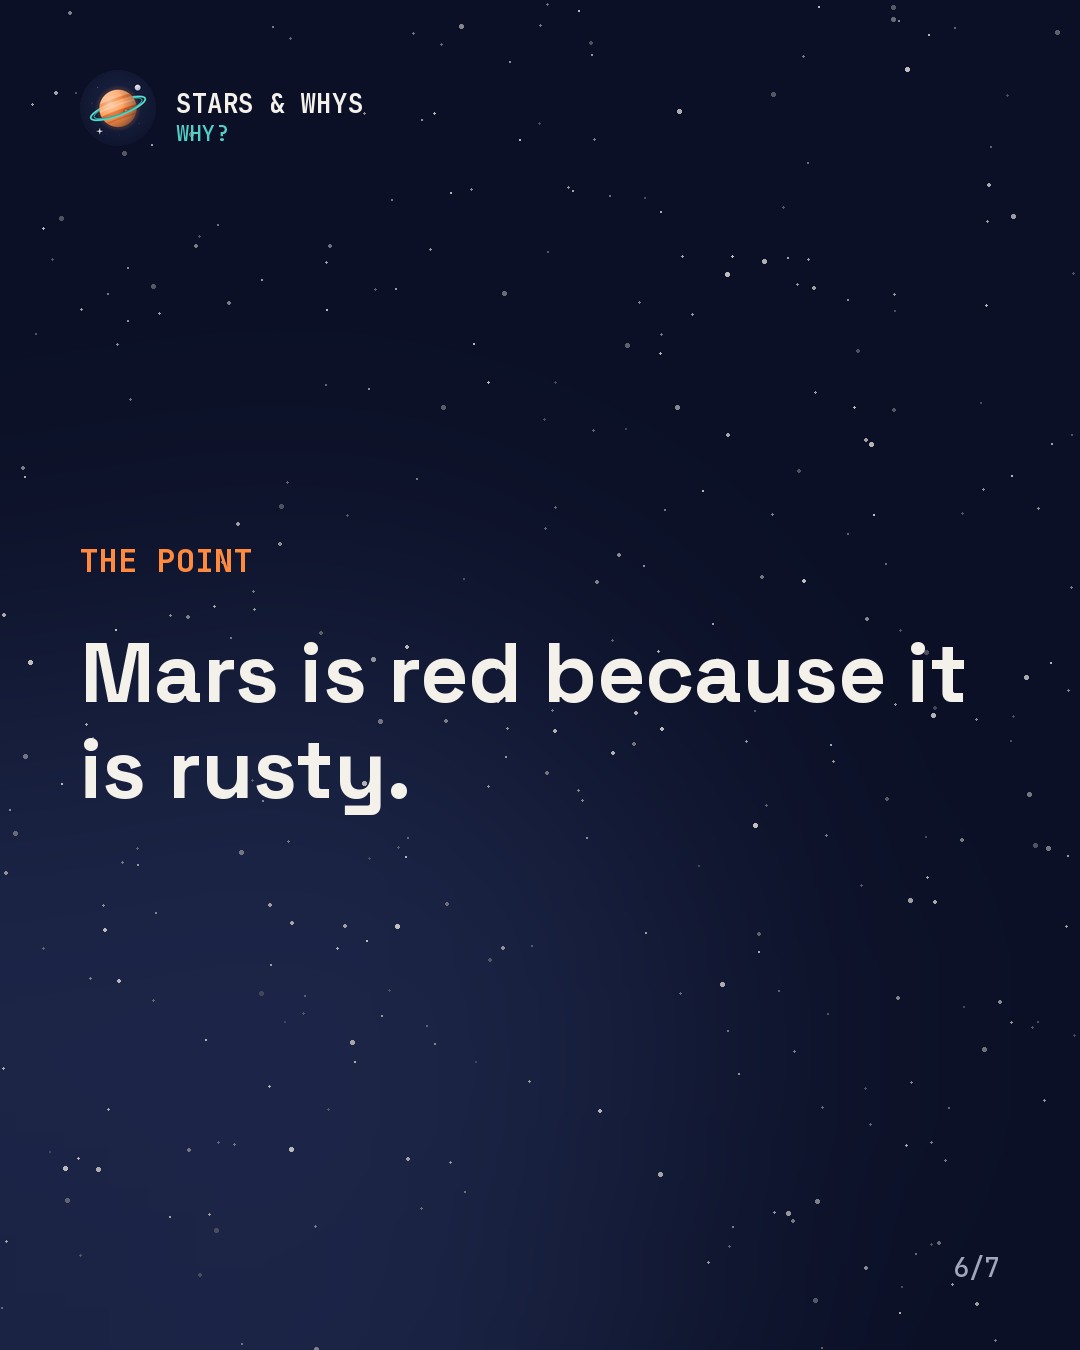 STARS & WHYS
WHY?
THE POINT
Mars is red because it
is rusty.
6/7